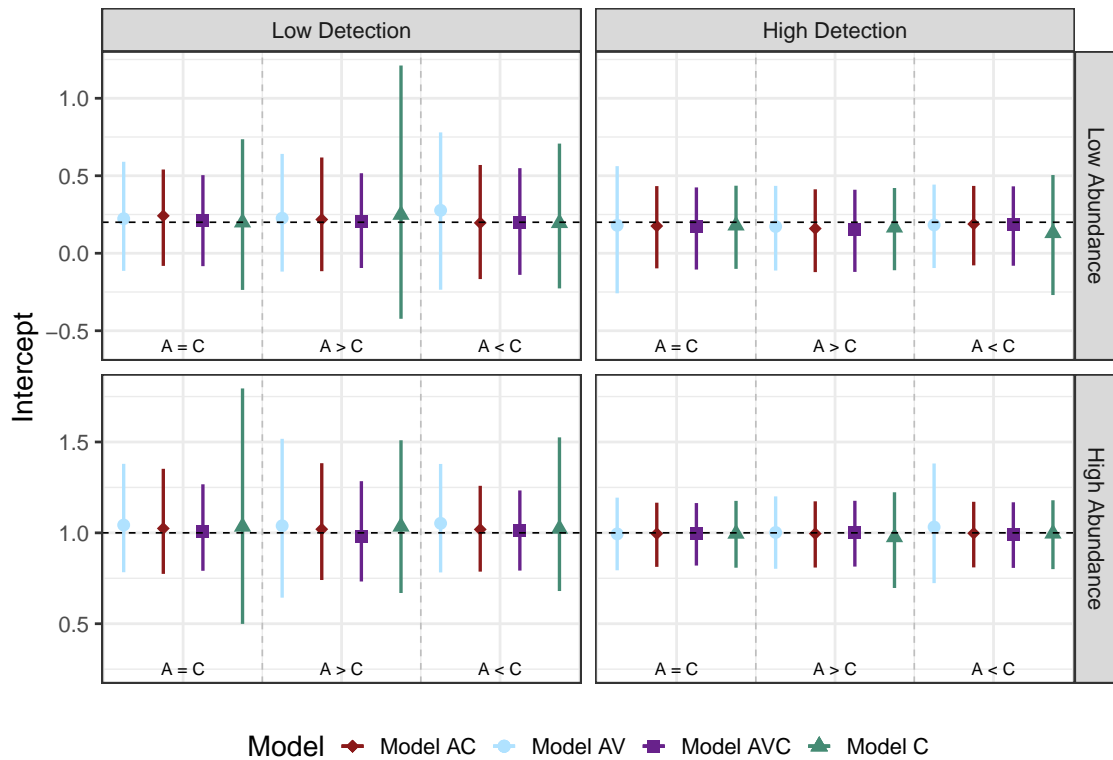 Low Detection
High Detection
Intercept
1.0
0.5
0.0
−0.5
A = C
A > C
A < C
A = C
A > C
A < C
Low Abundance
1.5
1.0
0.5
A = C
A > C
A < C
A = C
A > C
A < C
High Abundance
Model Model AC Model AV Model AVC Model C